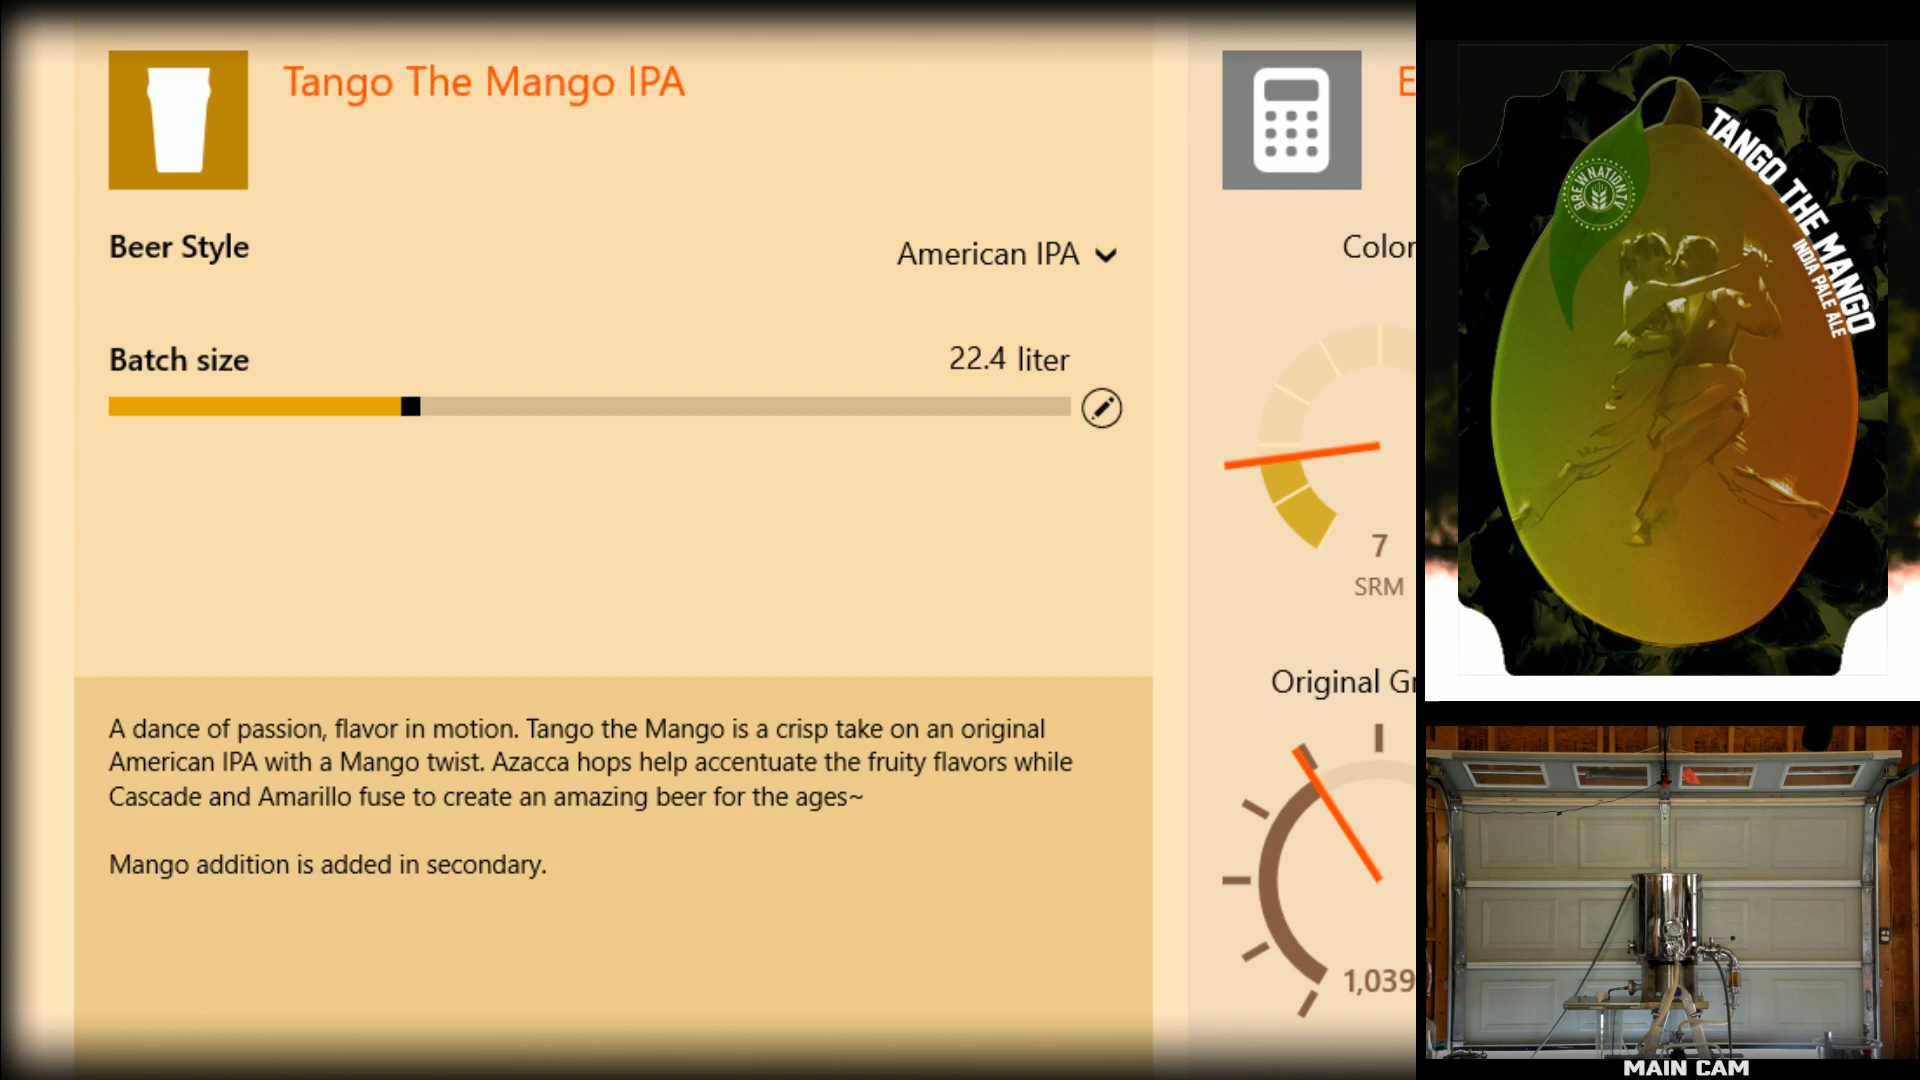 Tango The Mango IPA
Beer Style
American IPA
Batch size
22.4 liter
A dance of passion, flavor in motion. Tango the Mango is a crisp take on an original
American IPA with a Mango twist. Azacca hops help accentuate the fruity flavors while
Cascade and Amarillo fuse to create an amazing beer for the ages~
Mango addition is added in secondary.
E
Color
7
SRM
Original Gr
1,039
BREWNATIONTV
TANGO THE MANGO
INDIA PALE ALE
MAIN CAM